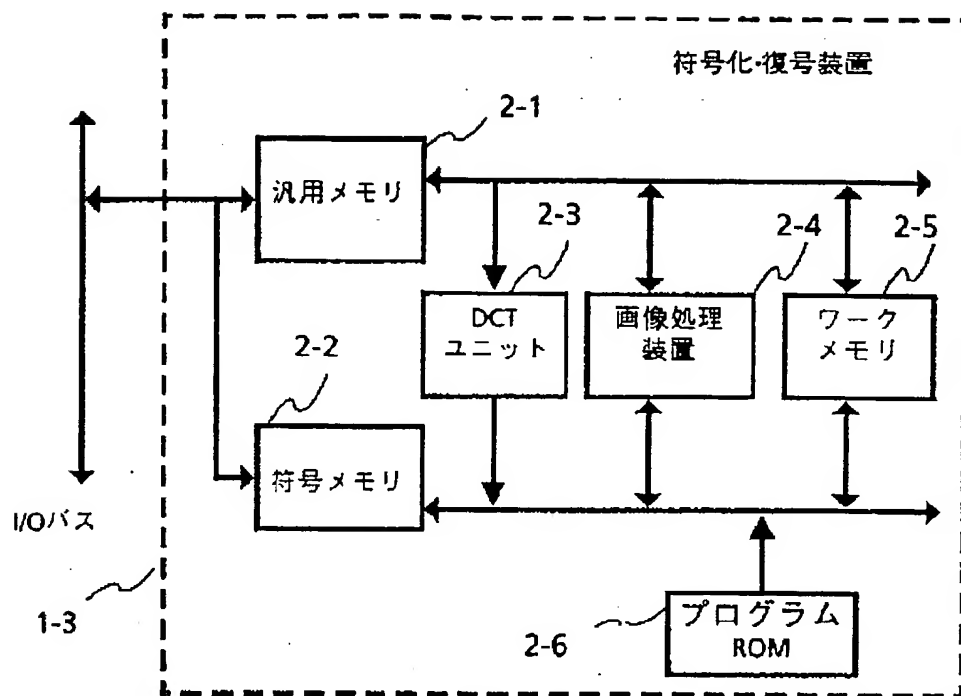 符号化・復号装置
2-1
汎用メモリ
2-3
2-4
2-5
DCT
ユニット
画像処理
装置
ワーク
メモリ
2-2
符号メモリ
I/Oバス
1-3
2-6
プログラム
ROM